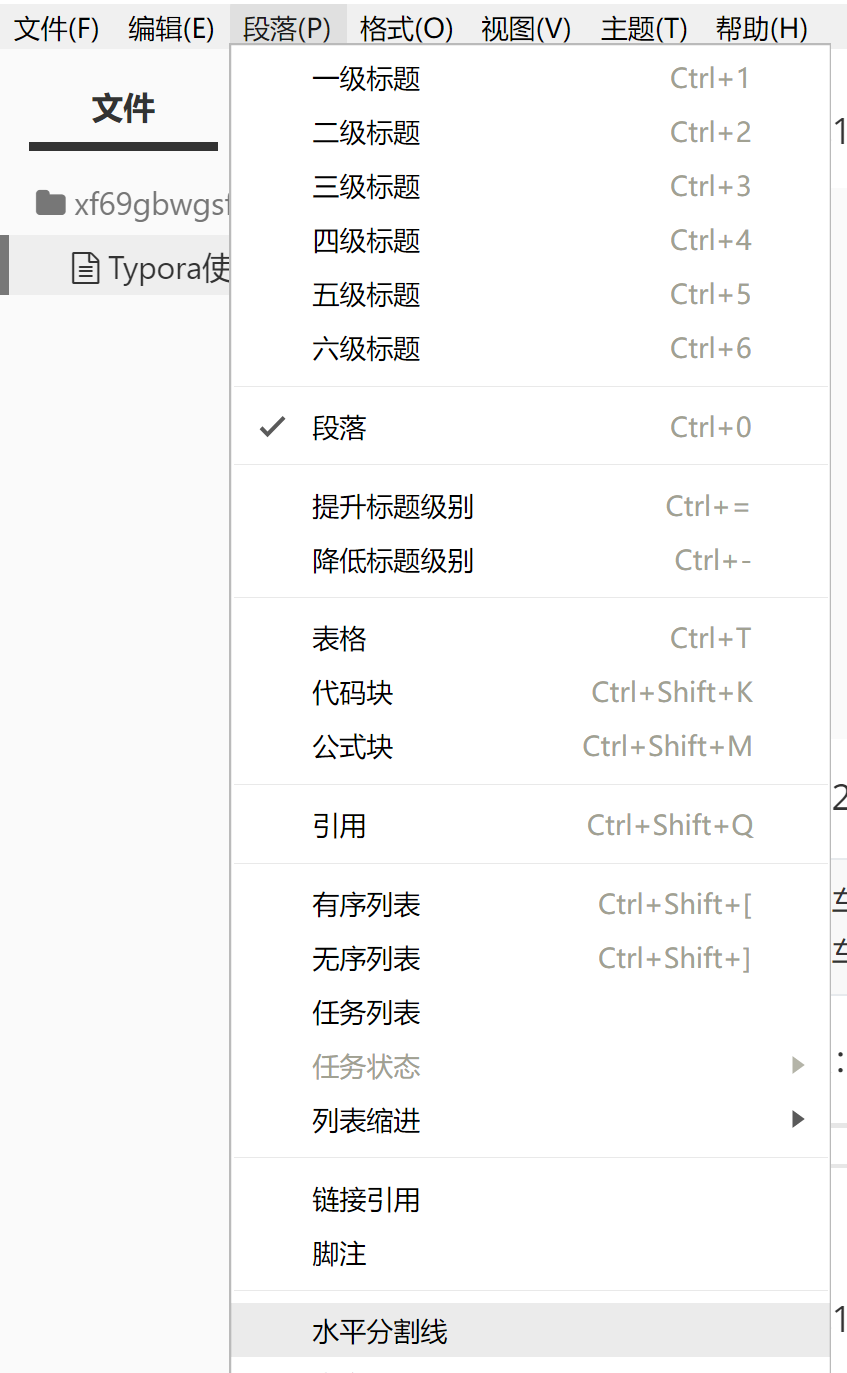 文件(F) 编辑(E) 段落(P) 格式(O) 视图(V) 主题(T) 帮助(H)
文件
xf69gbwgs
Typora使
一级标题 Ctrl+1
二级标题 Ctrl+2
三级标题 Ctrl+3
四级标题 Ctrl+4
五级标题 Ctrl+5
六级标题 Ctrl+6
段落 Ctrl+0
提升标题级别 Ctrl+=
降低标题级别 Ctrl+-
表格 Ctrl+T
代码块 Ctrl+Shift+K
公式块 Ctrl+Shift+M
引用 Ctrl+Shift+Q
有序列表 Ctrl+Shift+[
无序列表 Ctrl+Shift+]
任务列表
任务状态
列表缩进
链接引用
脚注
水平分割线
1
2
:
1